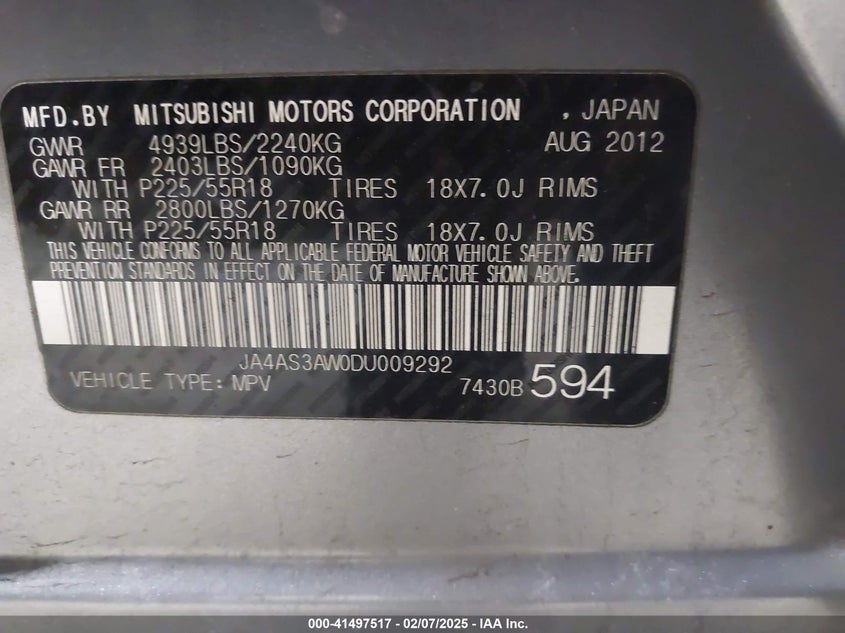 MFD.BY MITSUBISHI MOTORS CORPORATION , JAPAN
GVWR 4939LBS/2240KG AUG 2012
GAWR FR 2403LBS/1090KG
WITH P225/55R18 TIRES 18X7.0J RIMS
GAWR RR 2800LBS/1270KG
WITH P225/55R18 TIRES 18X7.0J RIMS
THIS VEHICLE CONFORMS TO ALL APPLICABLE FEDERAL MOTOR VEHICLE SAFETY AND THEFT
PREVENTION STANDARDS IN EFFECT ON THE DATE OF MANUFACTURE SHOWN ABOVE.
JA4AS3AW0DU009292
VEHICLE TYPE: MPV 7430B 594
000-41497517 - 02/07/2025 - IAA Inc.